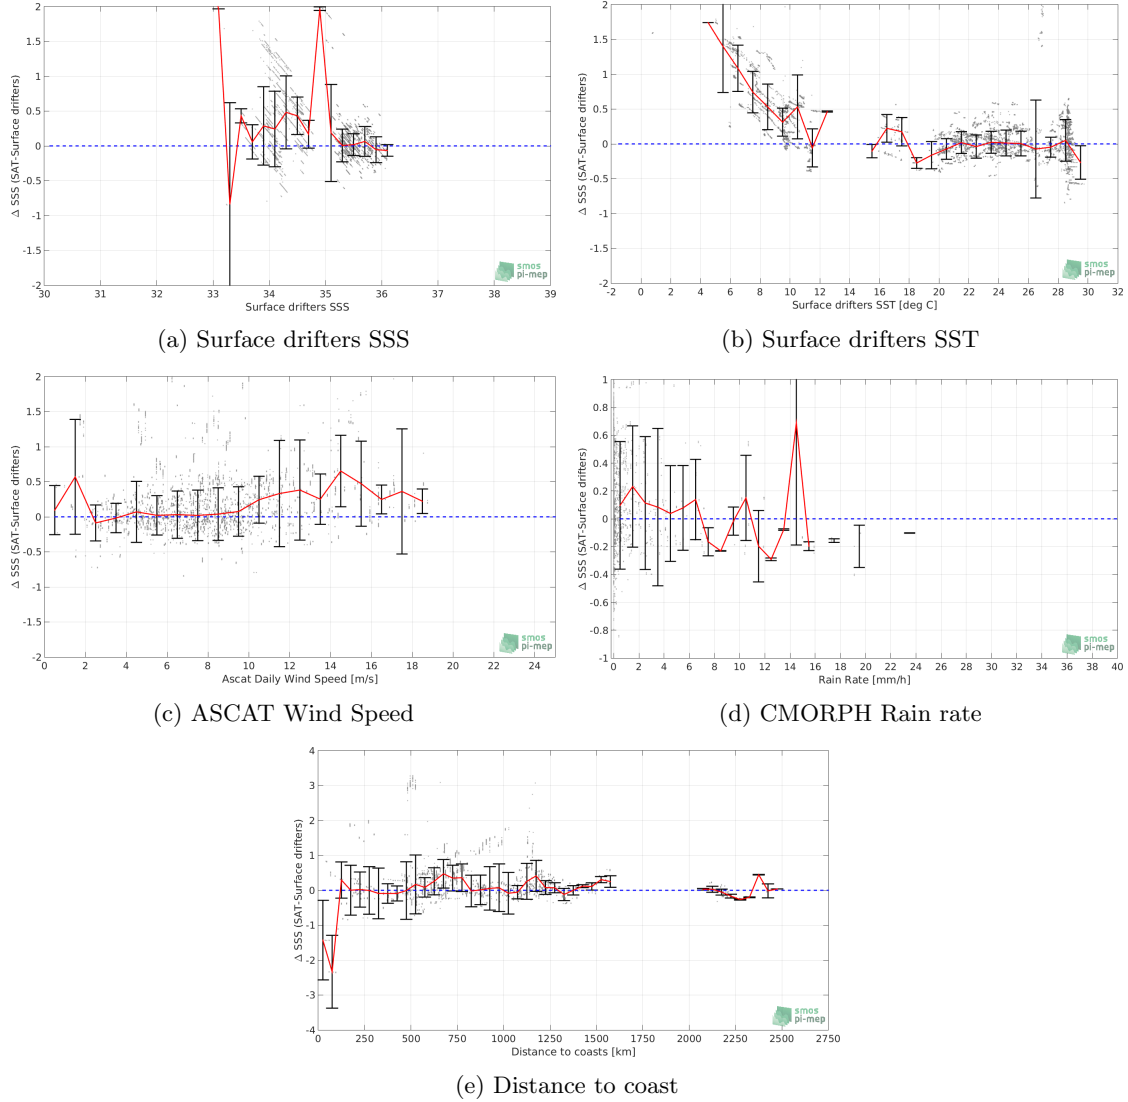 Δ SSS (SAT-Surface drifters)
2
1.5
1
0.5
0
-0.5
-1
-1.5
-2
30 31 32 33 34 35 36 37 38 39
Surface drifters SSS
smos
pi-mep
(a) Surface drifters SSS
Δ SSS (SAT-Surface drifters)
2
1.5
1
0.5
0
-0.5
-1
-1.5
-2
-2 0 2 4 6 8 10 12 14 16 18 20 22 24 26 28 30 32
Surface drifters SST [deg C]
smos
pi-mep
(b) Surface drifters SST
Δ SSS (SAT-Surface drifters)
2
1.5
1
0.5
0
-0.5
-1
-1.5
-2
0 2 4 6 8 10 12 14 16 18 20 22 24
Ascat Daily Wind Speed [m/s]
smos
pi-mep
(c) ASCAT Wind Speed
Δ SSS (SAT-Surface drifters)
1
0.8
0.6
0.4
0.2
0
-0.2
-0.4
-0.6
-0.8
-1
0 2 4 6 8 10 12 14 16 18 20 22 24 26 28 30 32 34 36 38 40
Rain Rate [mm/h]
smos
pi-mep
(d) CMORPH Rain rate
Δ SSS (SAT-Surface drifters)
4
3
2
1
0
-1
-2
-3
-4
0 250 500 750 1000 1250 1500 1750 2000 2250 2500 2750
Distance to coasts [km]
smos
pi-mep
(e) Distance to coast